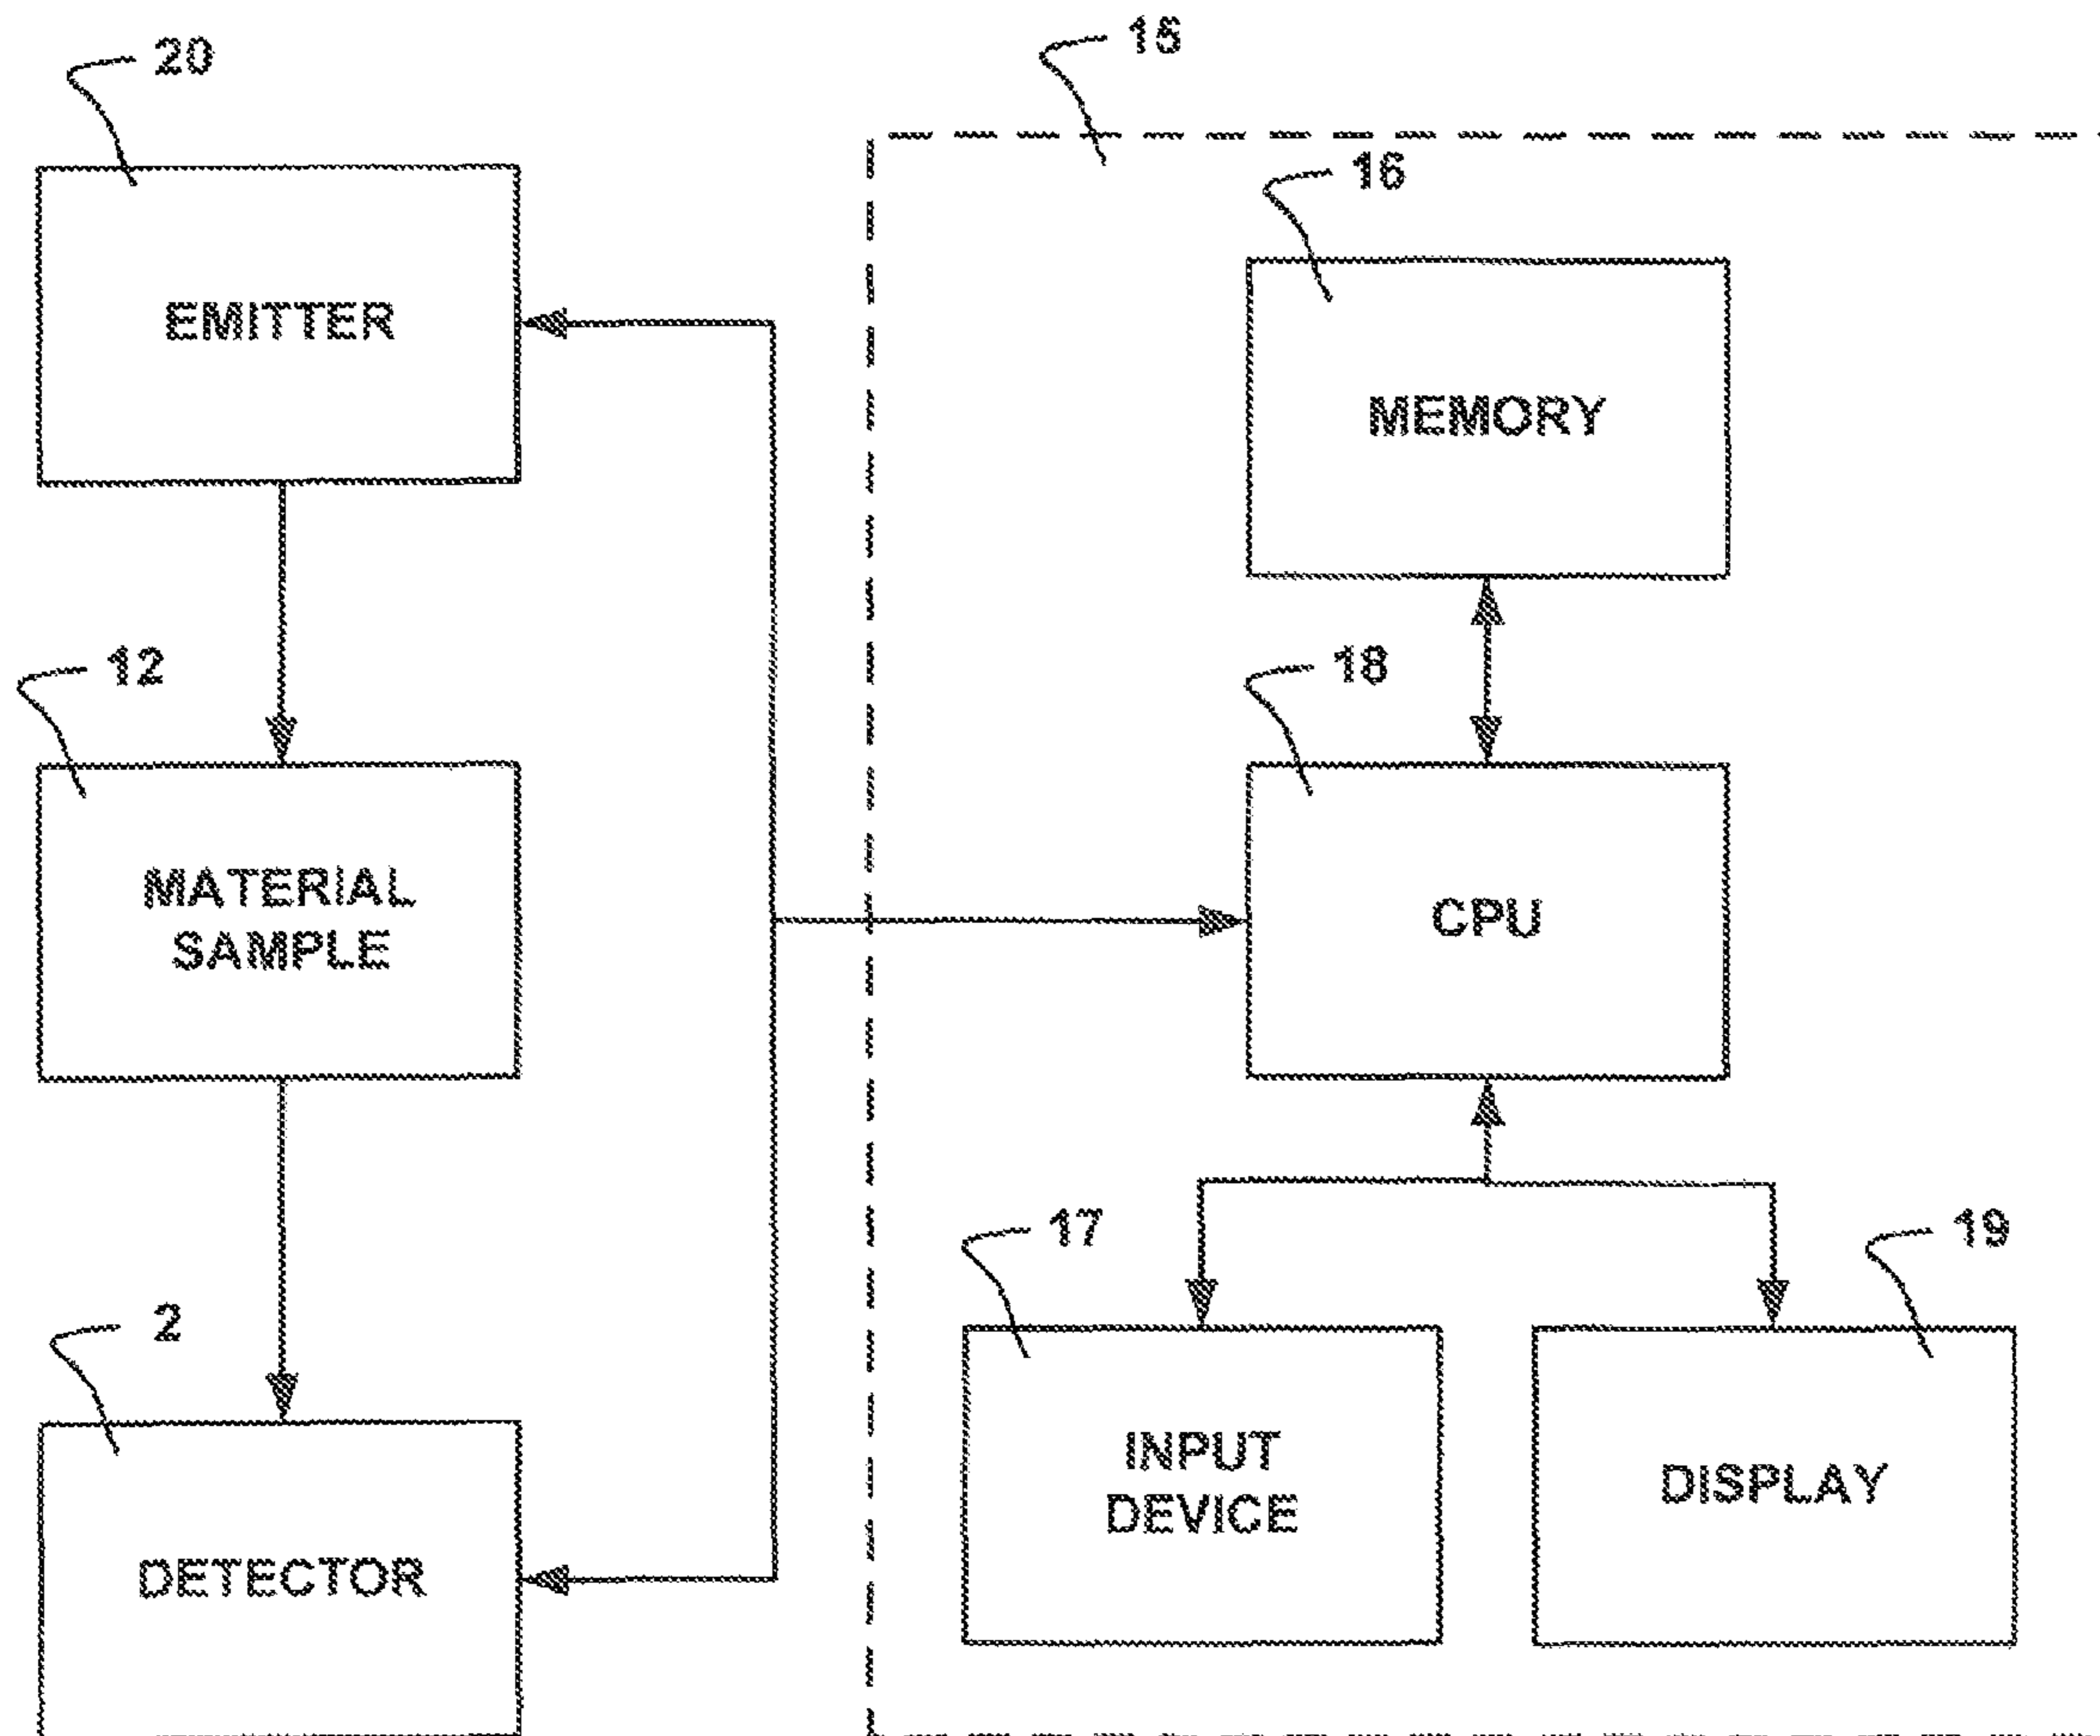 20
15
EMITTER
16
MEMORY
12
MATERIAL
SAMPLE
18
CPU
2
DETECTOR
17
INPUT
DEVICE
19
DISPLAY